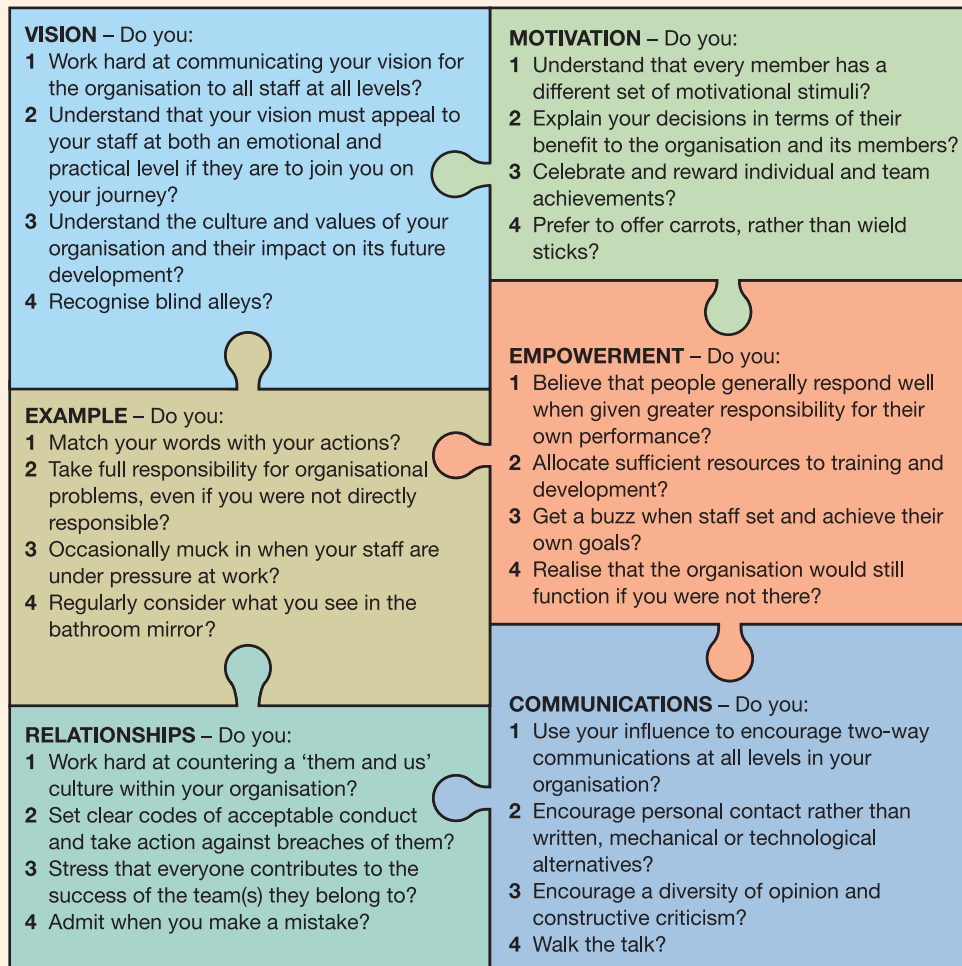 VISION – Do you:
1 Work hard at communicating your vision for
the organisation to all staff at all levels?
2 Understand that your vision must appeal to
your staff at both an emotional and
practical level if they are to join you on
your journey?
3 Understand the culture and values of your
organisation and their impact on its future
development?
4 Recognise blind alleys?
MOTIVATION – Do you:
1 Understand that every member has a
different set of motivational stimuli?
2 Explain your decisions in terms of their
benefit to the organisation and its members?
3 Celebrate and reward individual and team
achievements?
4 Prefer to offer carrots, rather than wield
sticks?
EXAMPLE – Do you:
1 Match your words with your actions?
2 Take full responsibility for organisational
problems, even if you were not directly
responsible?
3 Occasionally muck in when your staff are
under pressure at work?
4 Regularly consider what you see in the
bathroom mirror?
EMPOWERMENT – Do you:
1 Believe that people generally respond well
when given greater responsibility for their
own performance?
2 Allocate sufficient resources to training and
development?
3 Get a buzz when staff set and achieve their
own goals?
4 Realise that the organisation would still
function if you were not there?
RELATIONSHIPS – Do you:
1 Work hard at countering a ‘them and us’
culture within your organisation?
2 Set clear codes of acceptable conduct
and take action against breaches of them?
3 Stress that everyone contributes to the
success of the team(s) they belong to?
4 Admit when you make a mistake?
COMMUNICATIONS – Do you:
1 Use your influence to encourage two-way
communications at all levels in your
organisation?
2 Encourage personal contact rather than
written, mechanical or technological
alternatives?
3 Encourage a diversity of opinion and
constructive criticism?
4 Walk the talk?